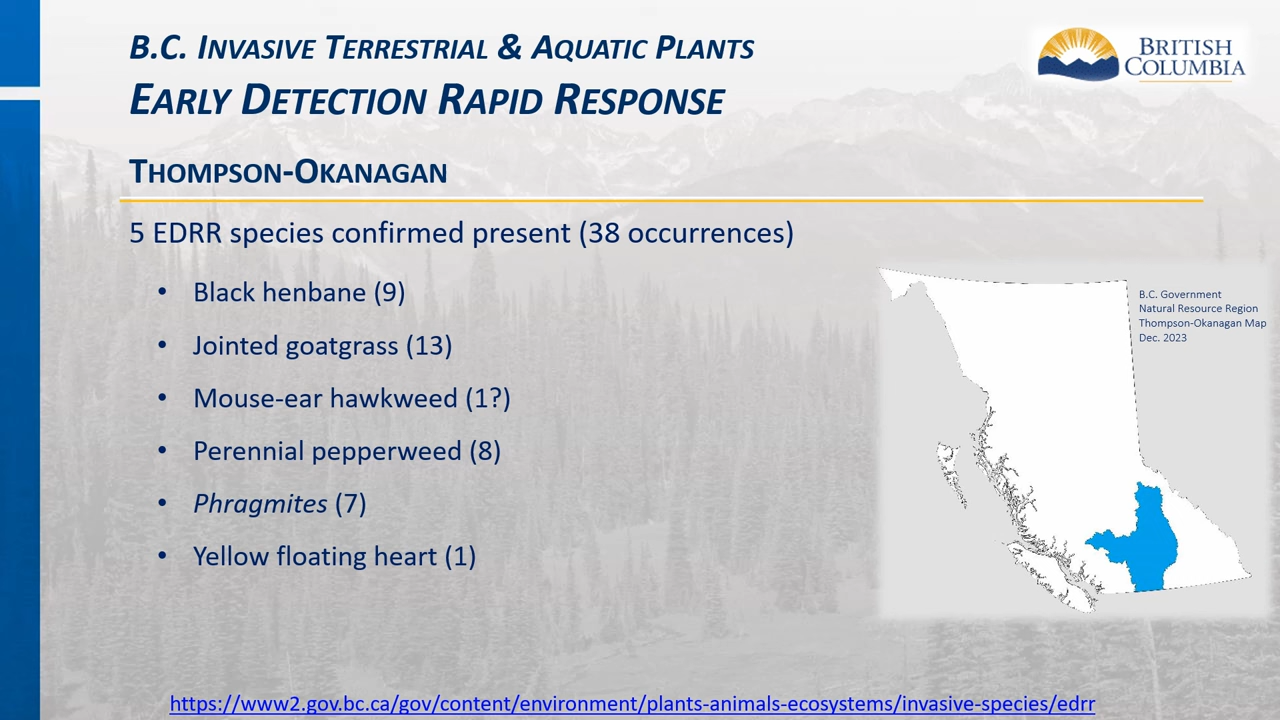 B.C. Invasive Terrestrial & Aquatic Plants
Early Detection Rapid Response
British
Columbia
Thompson-Okanagan
5 EDRR species confirmed present (38 occurrences)
• Black henbane (9)
• Jointed goatgrass (13)
• Mouse-ear hawkweed (1?)
• Perennial pepperweed (8)
• Phragmites (7)
• Yellow floating heart (1)
B.C. Government
Natural Resource Region
Thompson-Okanagan Map
Dec. 2023
https://www2.gov.bc.ca/gov/content/environment/plants-animals-ecosystems/invasive-species/edrr